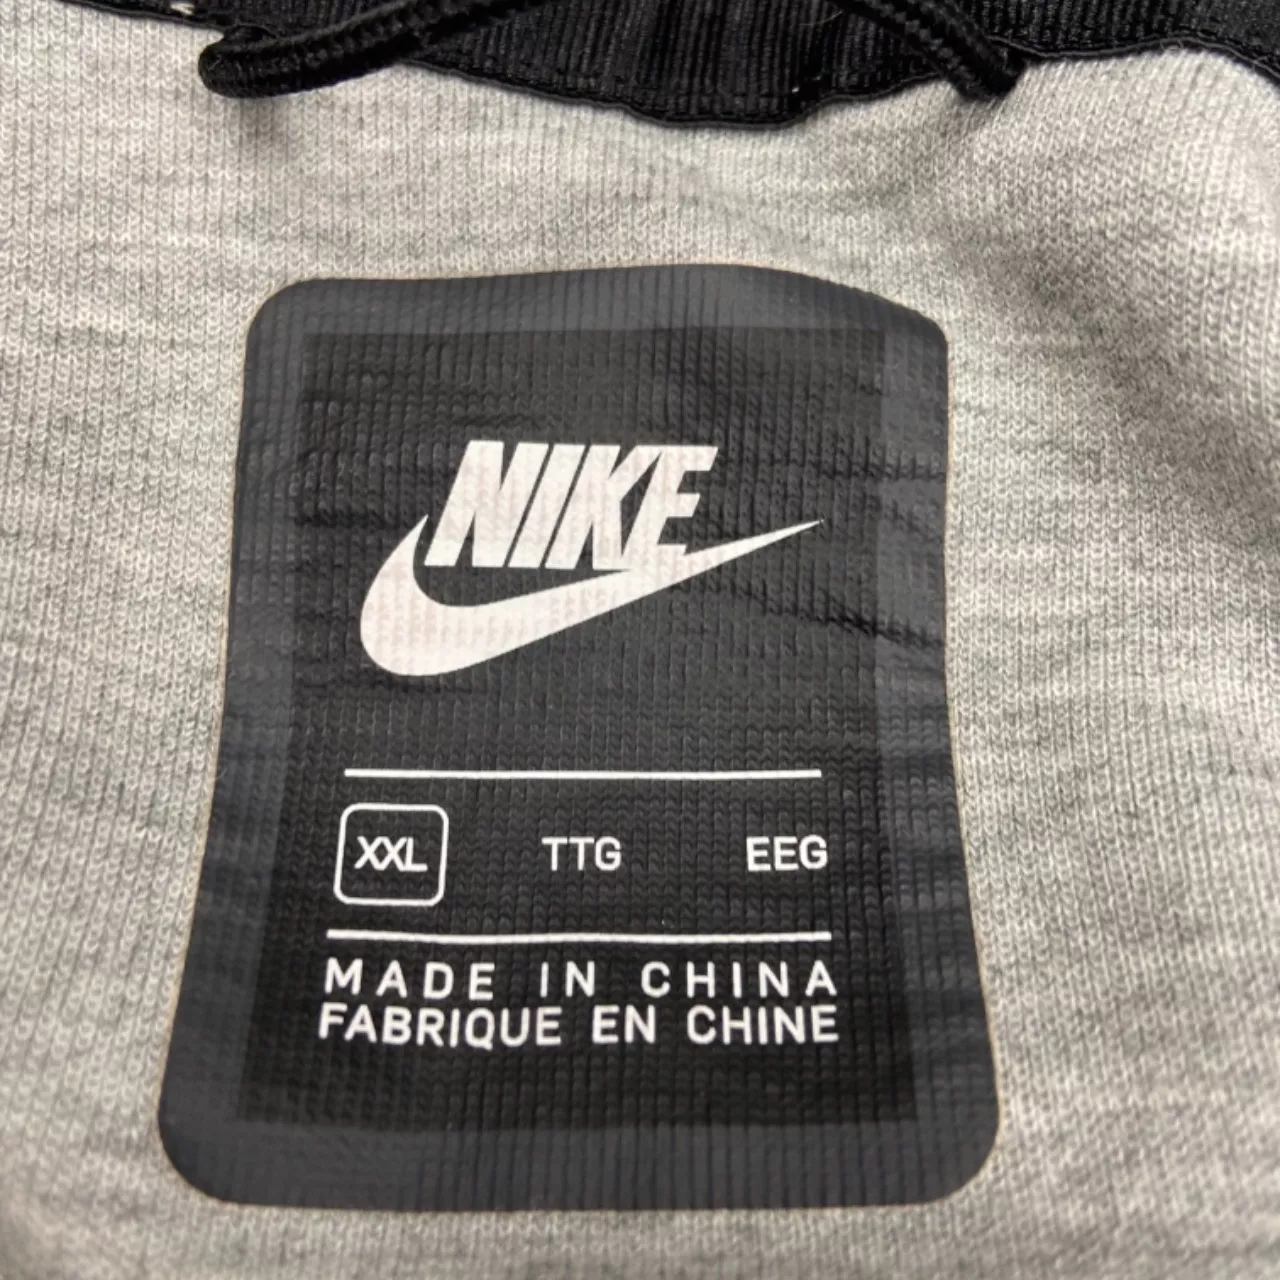 NIKE
XXL TTG EEG
MADE IN CHINA
FABRIQUE EN CHINE